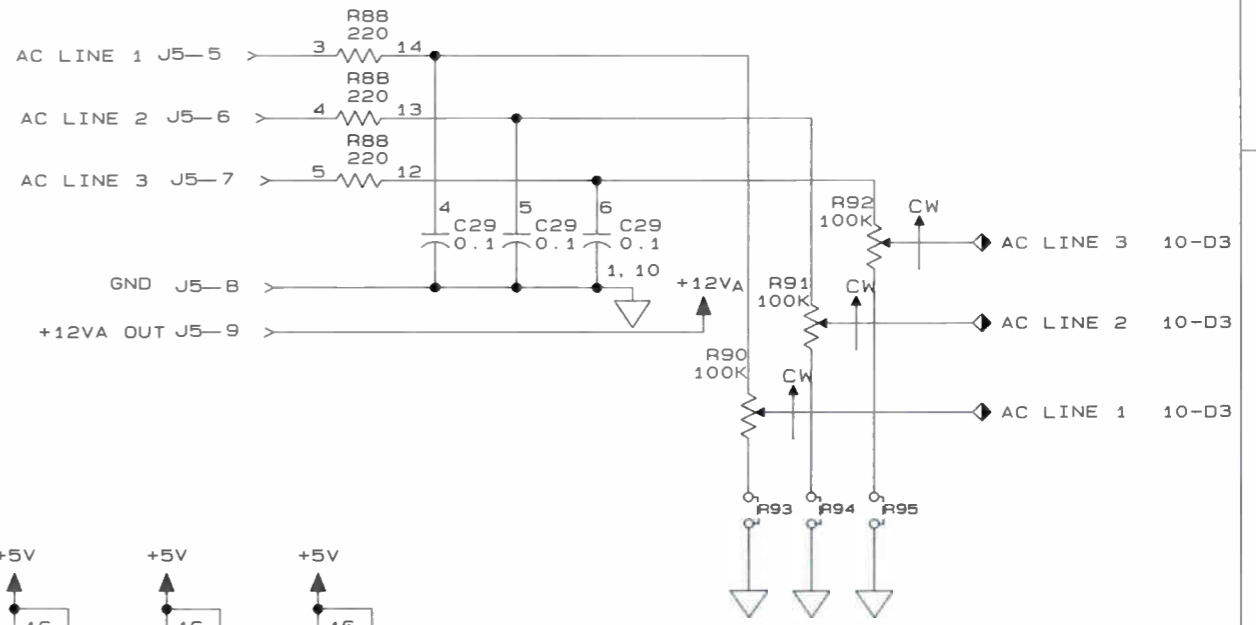 R88
220
AC LINE 1 J5-5 3 14
R88
220
AC LINE 2 J5-6 4 13
R88
220
AC LINE 3 J5-7 5 12
4 5 6
C29 C29 C29
0.1 0.1 0.1
1, 10
GND J5-8
+12VA OUT J5-9
+12VA
R92
100K
CW
AC LINE 3 10-D3
R91
100K
CW
AC LINE 2 10-D3
R90
100K
CW
AC LINE 1 10-D3
R93 R94 R95
+5V +5V +5V